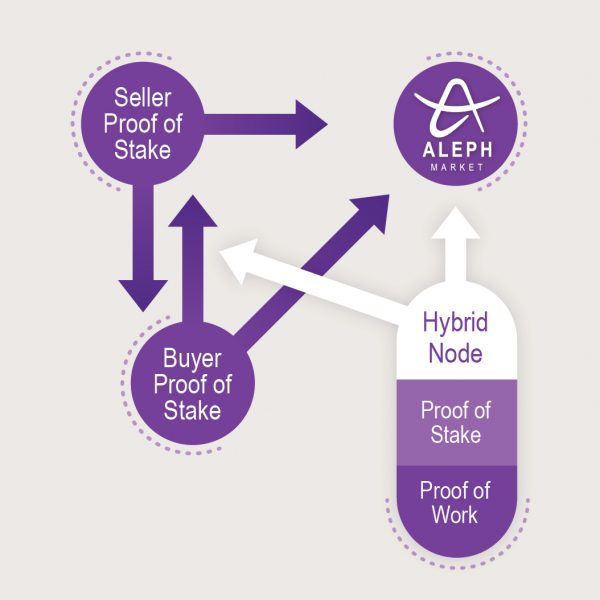 Seller
Proof of
Stake
ALEPH
MARKET
Buyer
Proof of
Stake
Hybrid
Node
Proof of
Stake
Proof of
Work